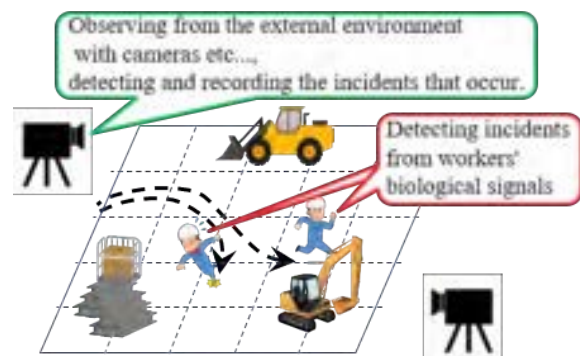 Observing from the external environment
with cameras etc...,
detecting and recording the incidents that occur.
Detecting incidents
from workers'
biological signals